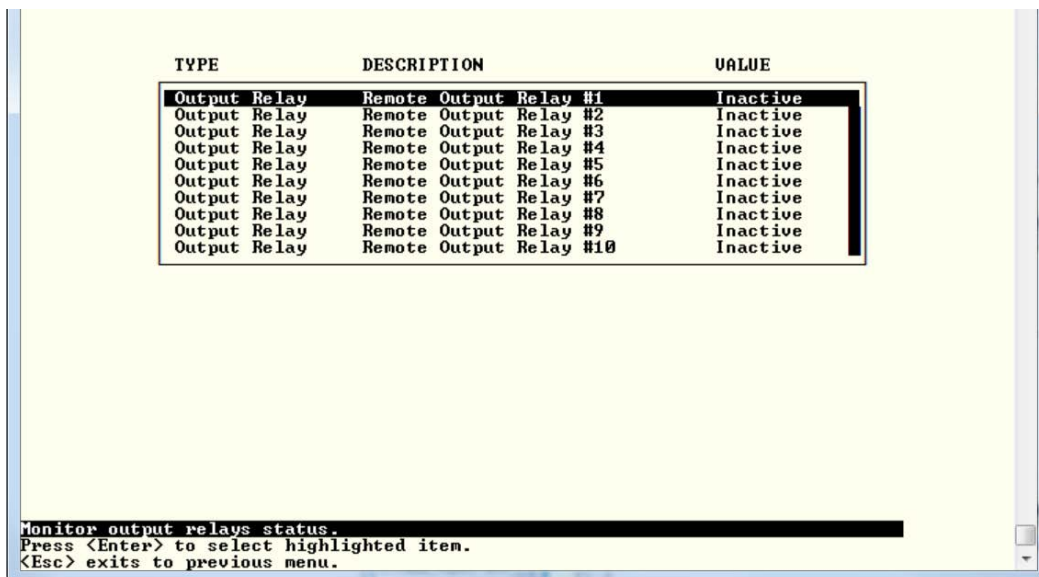 TYPE DESCRIPTION VALUE
Output Relay Remote Output Relay #1 Inactive
Output Relay Remote Output Relay #2 Inactive
Output Relay Remote Output Relay #3 Inactive
Output Relay Remote Output Relay #4 Inactive
Output Relay Remote Output Relay #5 Inactive
Output Relay Remote Output Relay #6 Inactive
Output Relay Remote Output Relay #7 Inactive
Output Relay Remote Output Relay #8 Inactive
Output Relay Remote Output Relay #9 Inactive
Output Relay Remote Output Relay #10 Inactive
Monitor output relays status.
Press <Enter> to select highlighted item.
<Esc> exits to previous menu.